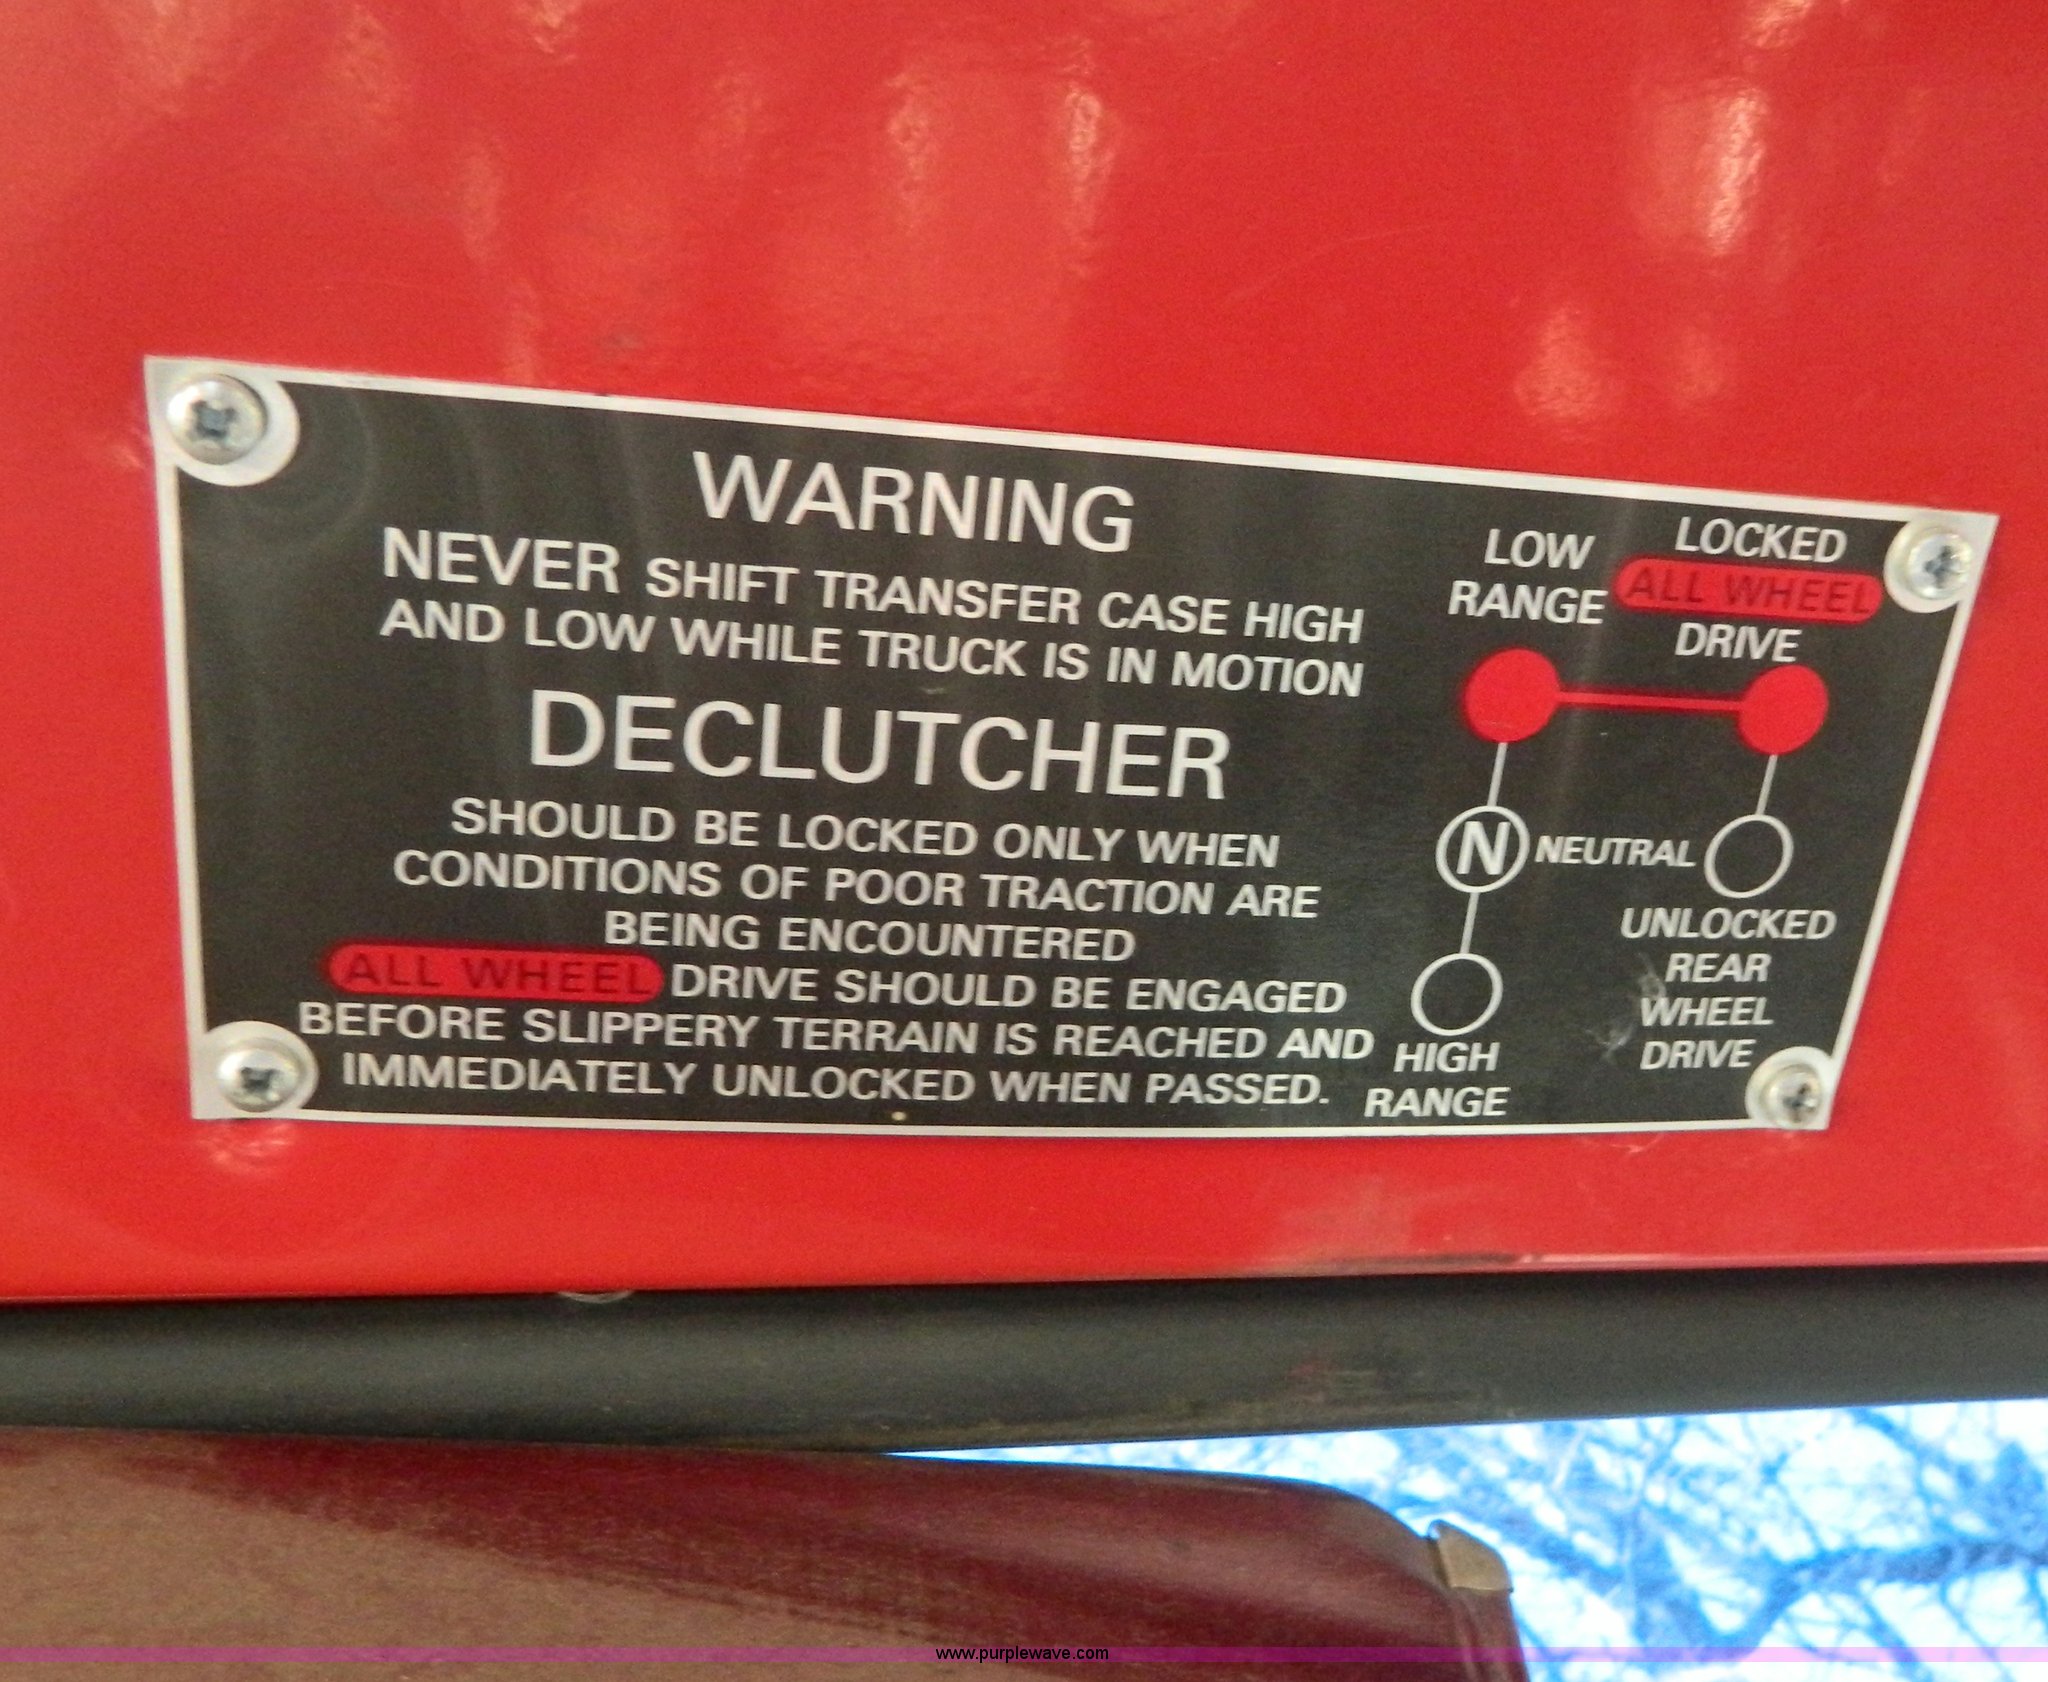 WARNING
NEVER SHIFT TRANSFER CASE HIGH
AND LOW WHILE TRUCK IS IN MOTION
DECLUTCHER
SHOULD BE LOCKED ONLY WHEN
CONDITIONS OF POOR TRACTION ARE
BEING ENCOUNTERED
ALL WHEEL DRIVE SHOULD BE ENGAGED
BEFORE SLIPPERY TERRAIN IS REACHED AND
IMMEDIATELY UNLOCKED WHEN PASSED.
LOW
RANGE
LOCKED
ALL WHEEL
DRIVE
N NEUTRAL
HIGH
RANGE
UNLOCKED
REAR
WHEEL
DRIVE
www.purplewave.com